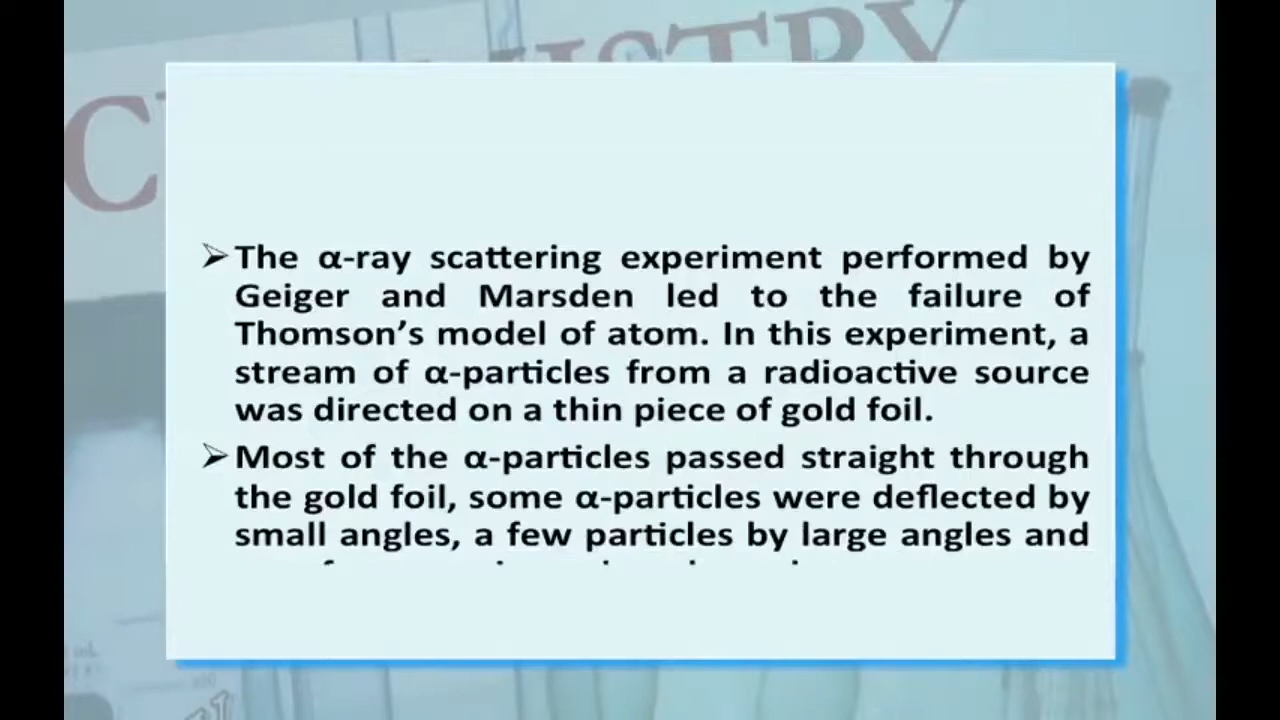 ➢ The α-ray scattering experiment performed by
Geiger and Marsden led to the failure of
Thomson’s model of atom. In this experiment, a
stream of α-particles from a radioactive source
was directed on a thin piece of gold foil.
➢ Most of the α-particles passed straight through
the gold foil, some α-particles were deflected by
small angles, a few particles by large angles and